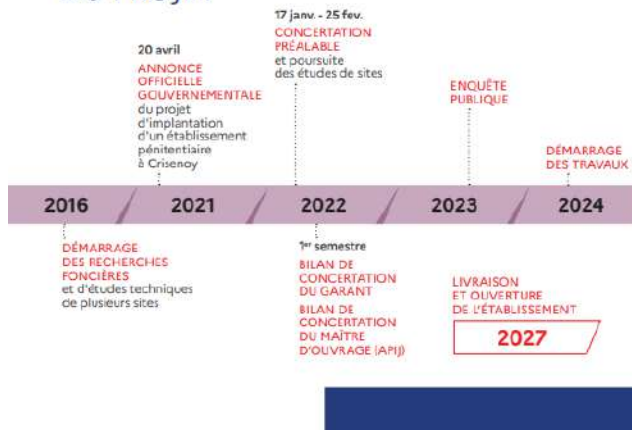 17 janv. - 25 fev.
CONCERTATION
PRÉALABLE
et poursuite
des études de sites
20 avril
ANNONCE
OFFICIELLE
GOUVERNEMENTALE
du projet
d'implantation
d'un établissement
pénitentiaire
à Crisenoy
ENQUÊTE
PUBLIQUE
DÉMARRAGE
DES TRAVAUX
2016 2021 2022 2023 2024
DÉMARRAGE
DES RECHERCHES
FONCIÈRES
et d'études techniques
de plusieurs sites
1er semestre
BILAN DE
CONCERTATION
DU GARANT
BILAN DE
CONCERTATION
DU MAÎTRE
D'OUVRAGE (APIJ)
LIVRAISON
ET OUVERTURE
DE L'ÉTABLISSEMENT
2027